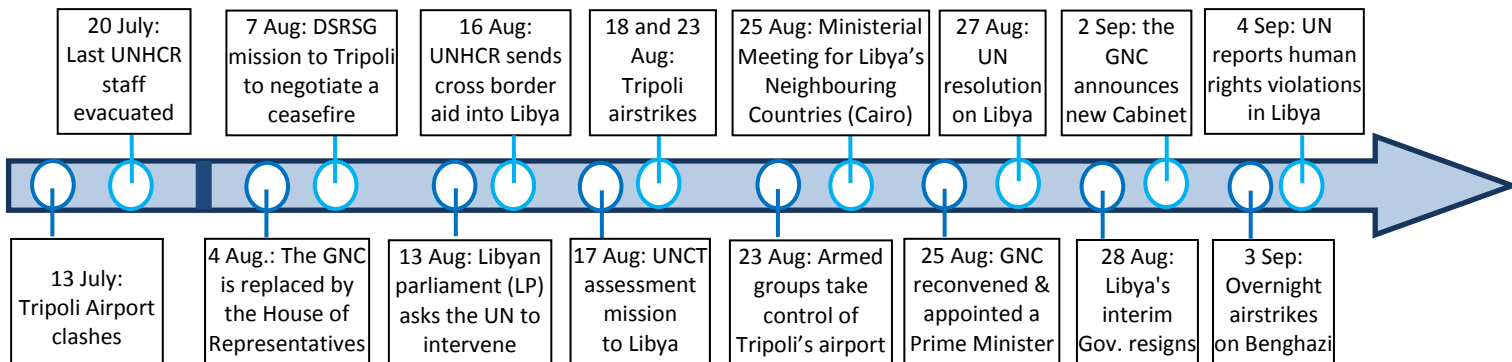 20 July:
Last UNHCR
staff
evacuated
7 Aug: DSRSG
mission to Tripoli
to negotiate a
ceasefire
16 Aug:
UNHCR sends
cross border
aid into Libya
18 and 23
Aug:
Tripoli
airstrikes
25 Aug: Ministerial
Meeting for Libya’s
Neighbouring
Countries (Cairo)
27 Aug:
UN
resolution
on Libya
2 Sep: the
GNC
announces
new Cabinet
4 Sep: UN
reports human
rights violations
in Libya
13 July:
Tripoli Airport
clashes
4 Aug.: The GNC
is replaced by
the House of
Representatives
13 Aug: Libyan
parliament (LP)
asks the UN to
intervene
17 Aug: UNCT
assessment
mission
to Libya
23 Aug: Armed
groups take
control of
Tripoli’s airport
25 Aug: GNC
reconvened &
appointed a
Prime Minister
28 Aug:
Libya's
interim
Gov. resigns
3 Sep:
Overnight
airstrikes
on Benghazi